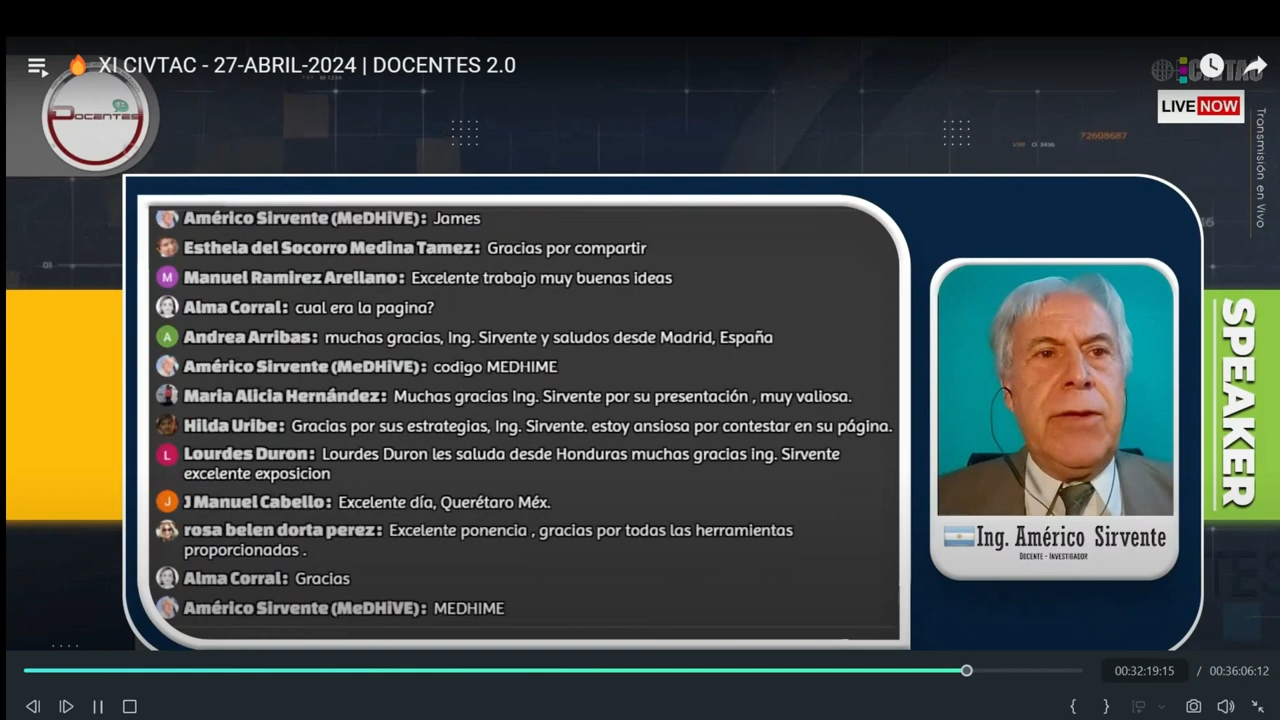 XI CIVTAC - 27-ABRIL-2024 | DOCENTES 2.0
CIVTAC
DOCENTES
LIVE NOW
72608687
Transmisión en Vivo
Américo Sirvente (MeDHiVE): James
Esthela del Socorro Medina Tamez: Gracias por compartir
M Manuel Ramirez Arellano: Excelente trabajo muy buenas ideas
Alma Corral: cual era la pagina?
A Andrea Arribas: muchas gracias, Ing. Sirvente y saludos desde Madrid, España
Américo Sirvente (MeDHiVE): codigo MEDHIME
Maria Alicia Hernández: Muchas gracias Ing. Sirvente por su presentación , muy valiosa.
Hilda Uribe: Gracias por sus estrategias, Ing. Sirvente. estoy ansiosa por contestar en su página.
L Lourdes Duron: Lourdes Duron les saluda desde Honduras muchas gracias ing. Sirvente
excelente exposicion
J J Manuel Cabello: Excelente día, Querétaro Méx.
rosa belen dorta perez: Excelente ponencia , gracias por todas las herramientas
proporcionadas .
Alma Corral: Gracias
Américo Sirvente (MeDHiVE): MEDHIME
SPEAKER
Ing. Américo Sirvente
Docente - Investigador
00:32:19:15 / 00:36:06:12